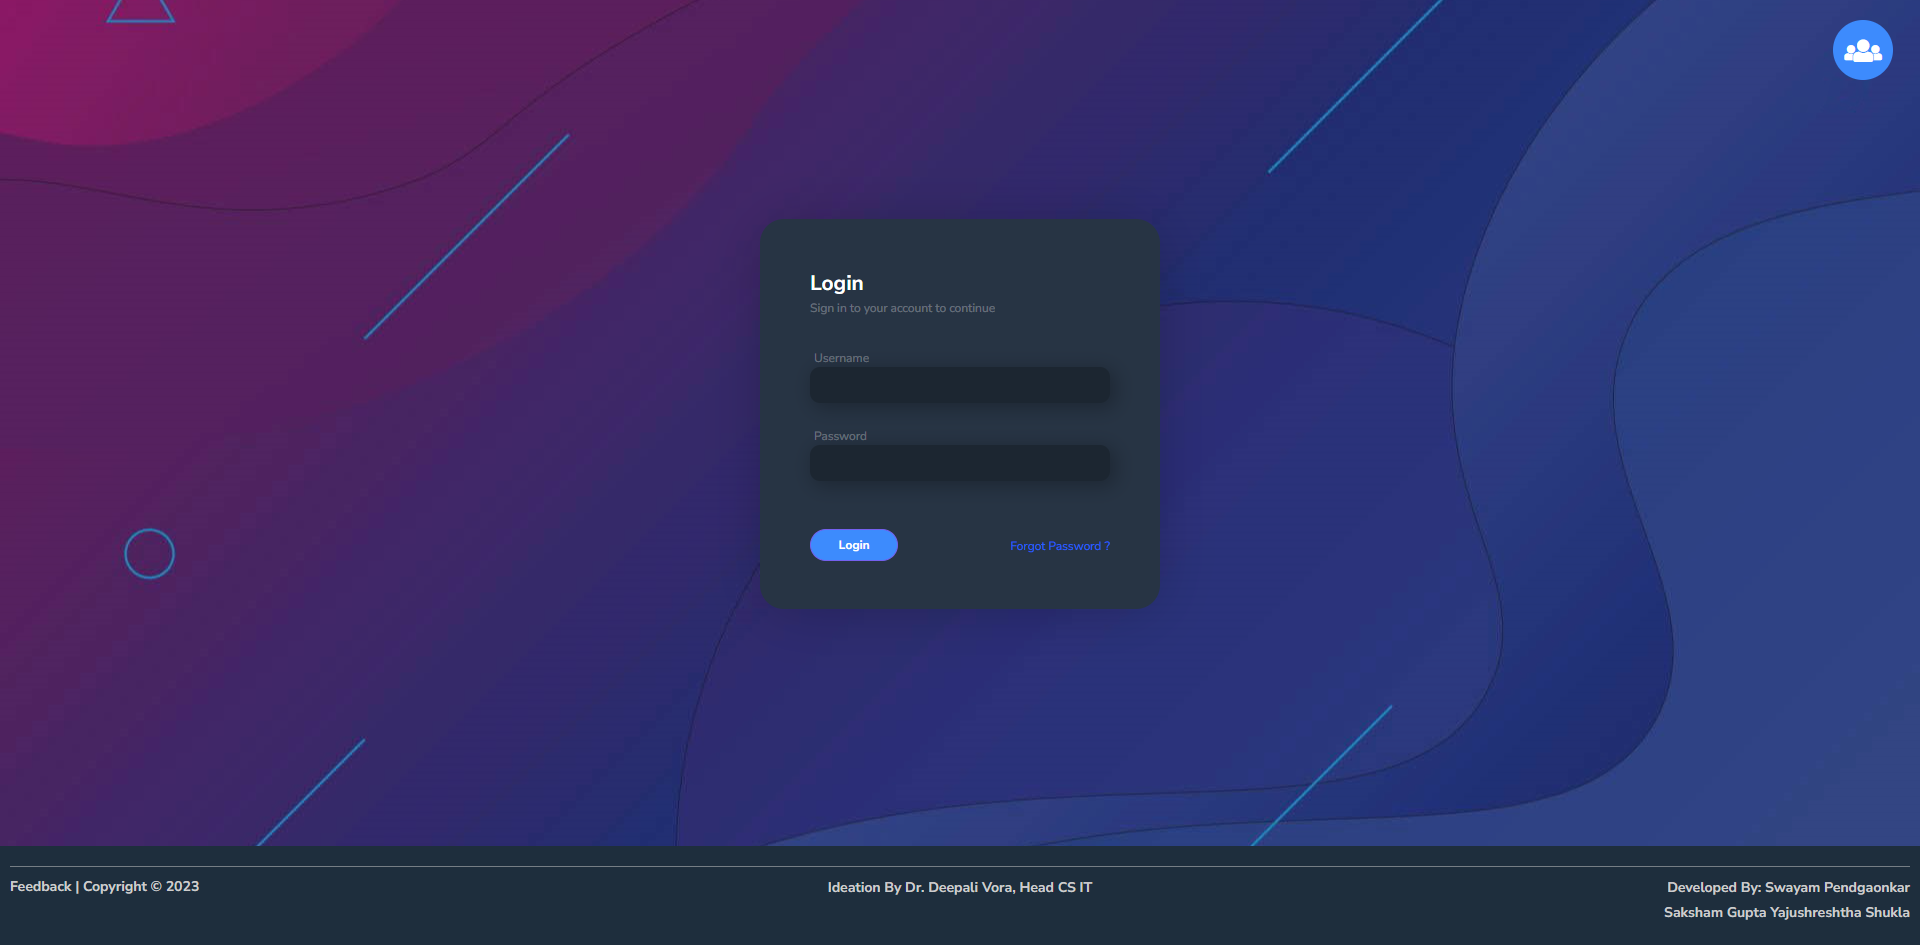 Login
Sign in to your account to continue
Username
Password
Login
Forgot Password ?
Feedback | Copyright © 2023
Ideation By Dr. Deepali Vora, Head CS IT
Developed By: Swayam Pendgaonkar
Saksham Gupta Yajushreshtha Shukla